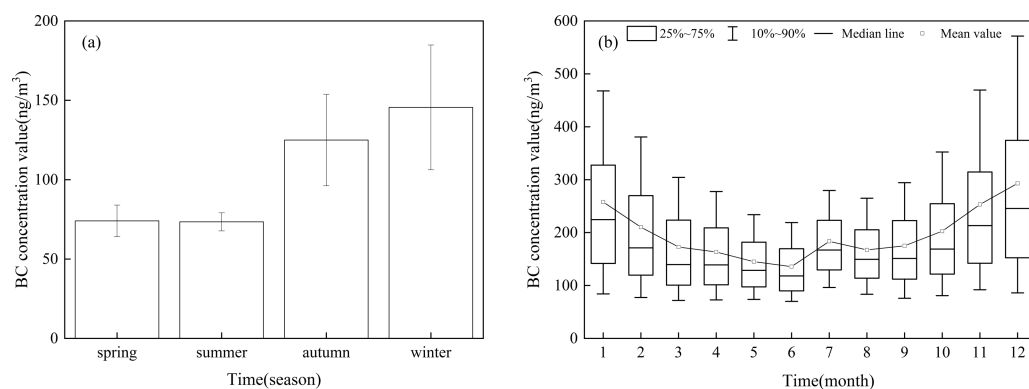 (a)
BC concentration value(ng/m³)
200
150
100
50
0
spring summer autumn winter
Time(season)
(b)
25%~75% 10%~90% Median line Mean value
BC concentration value(ng/m³)
600
500
400
300
200
100
0
1 2 3 4 5 6 7 8 9 10 11 12
Time(month)